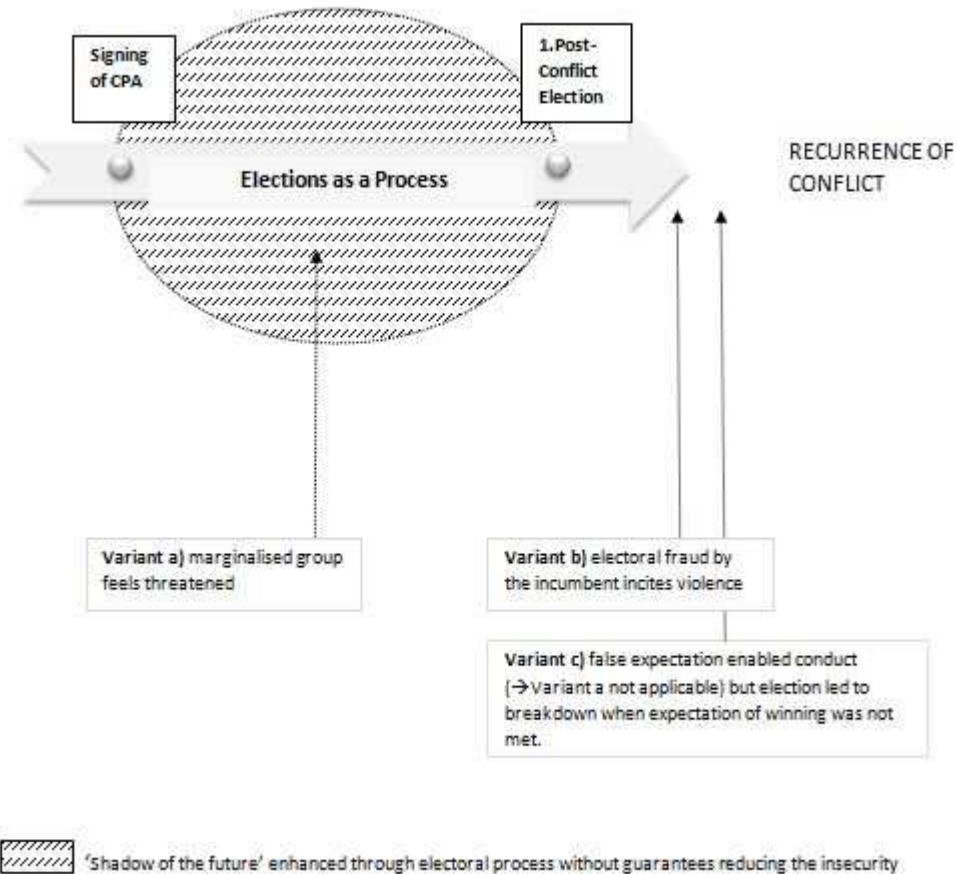 Signing
of CPA
1.Post-
Conflict
Election
Elections as a Process
RECURRENCE OF
CONFLICT
Variant a) marginalised group
feels threatened
Variant b) electoral fraud by
the incumbent incites violence
Variant c) false expectation enabled conduct
(→Variant a not applicable) but election led to
breakdown when expectation of winning was not
met.
'Shadow of the future' enhanced through electoral process without guarantees reducing the insecurity